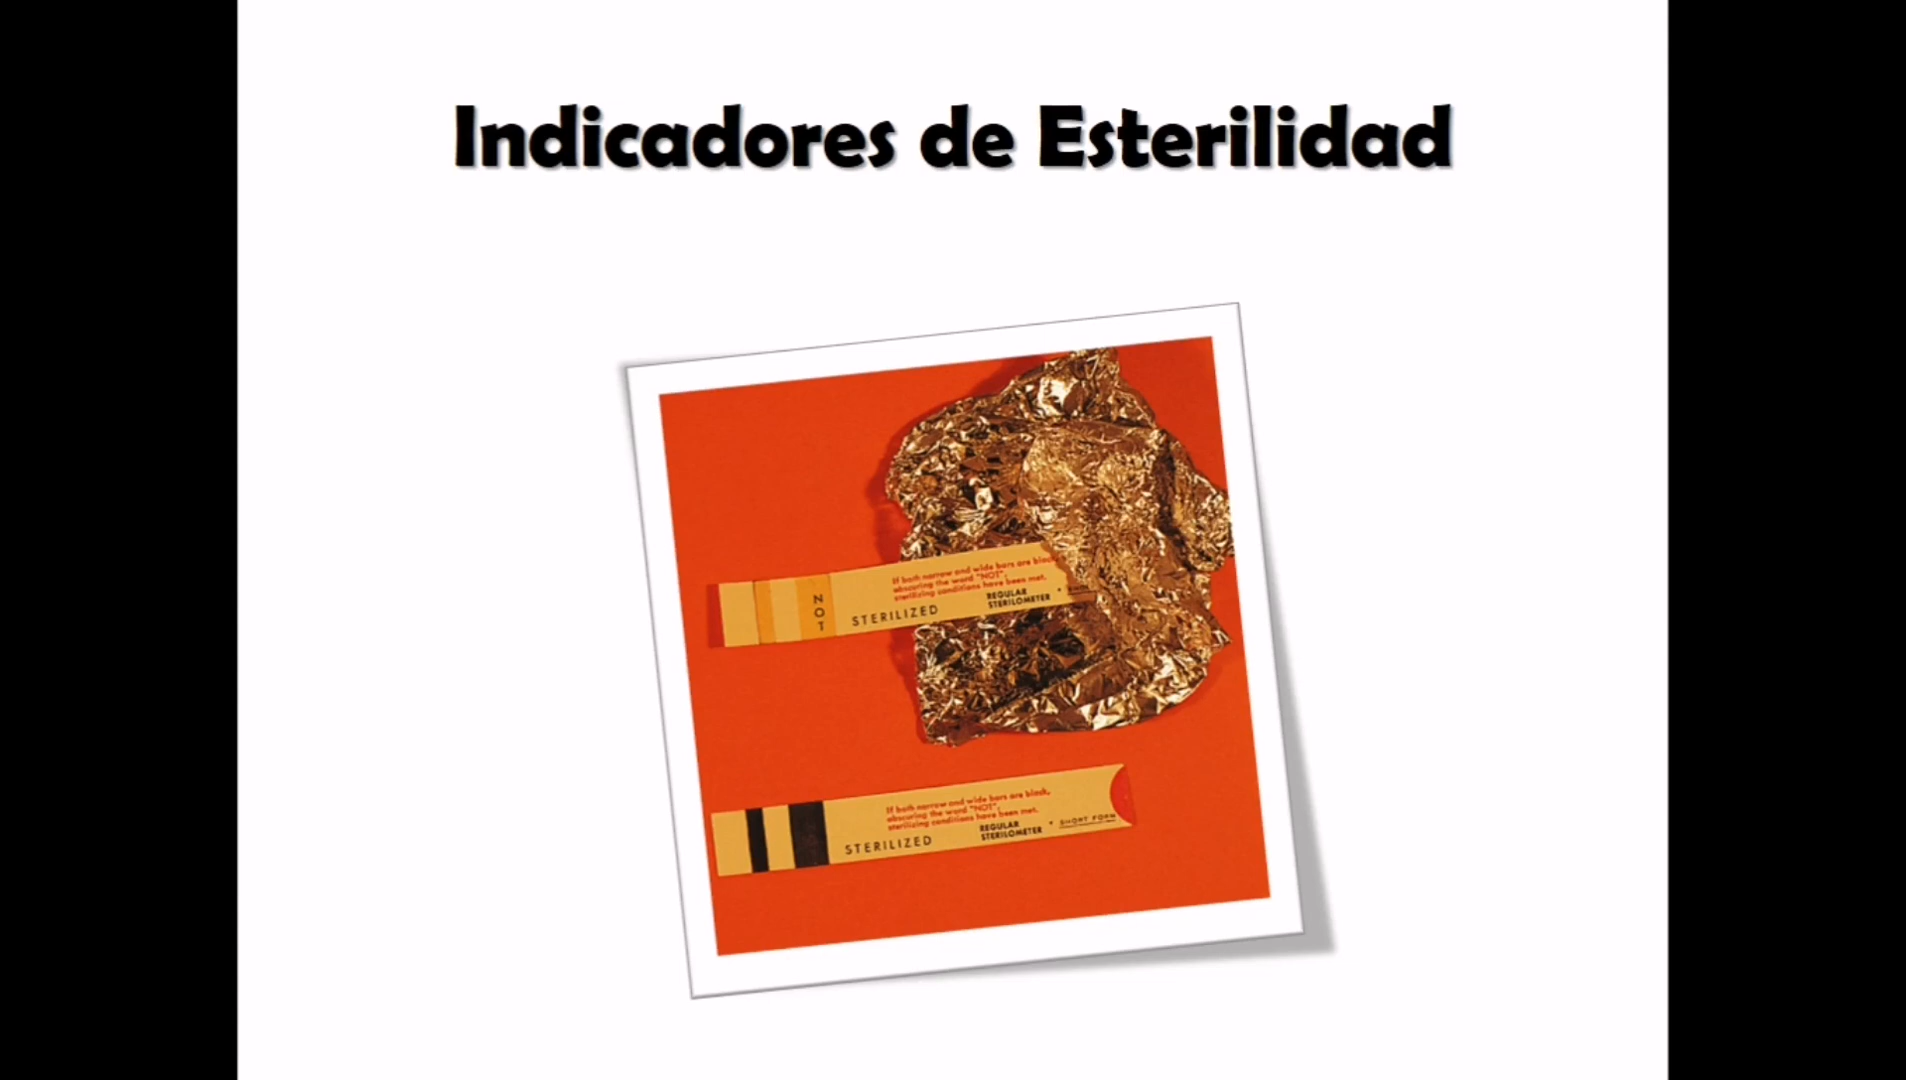 Indicadores de Esterilidad
If both narrow and wide bars are black,
obscuring the word "NOT",
sterilizing conditions have been met.
N
O
T
STERILIZED
REGULAR
STERILOMETER
If both narrow and wide bars are black,
obscuring the word "NOT",
sterilizing conditions have been met.
STERILIZED
REGULAR
STERILOMETER
SHORT FORM